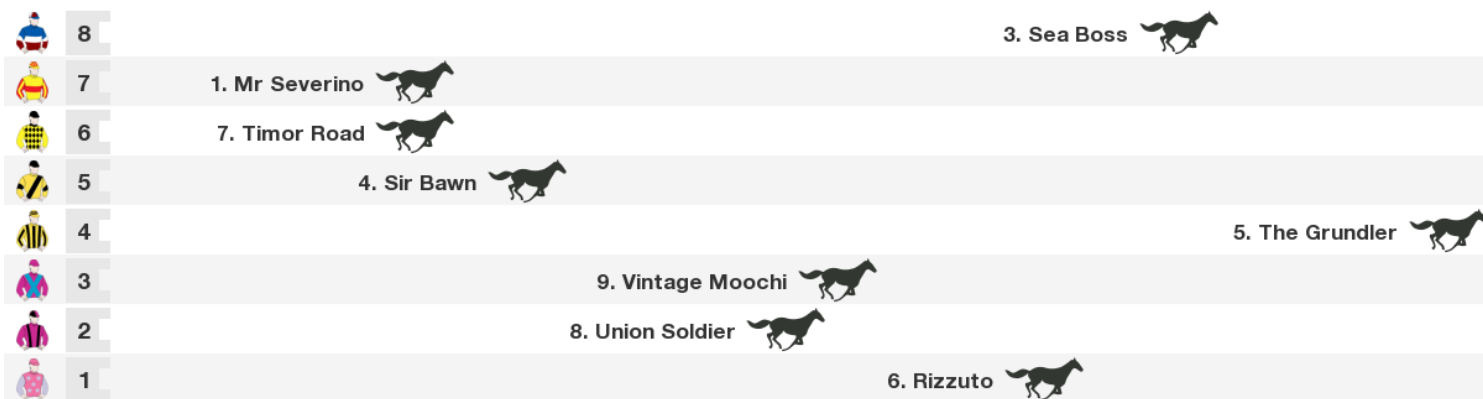 8 3. Sea Boss
7 1. Mr Severino
6 7. Timor Road
5 4. Sir Bawn
4 5. The Grundler
3 9. Vintage Moochi
2 8. Union Soldier
1 6. Rizzuto